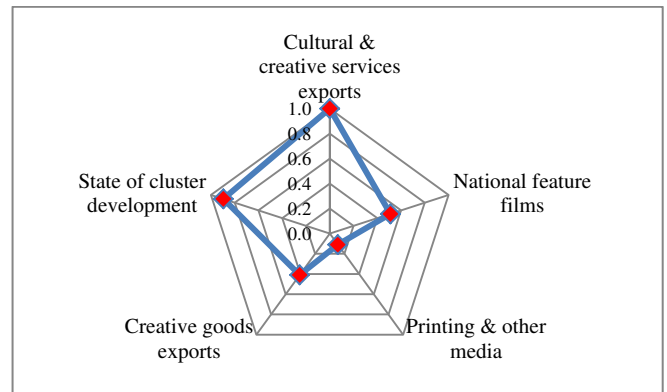 Cultural &
creative services
exports
1.0
0.8
0.6
0.4
0.2
0.0
National feature
films
Printing & other
media
Creative goods
exports
State of cluster
development